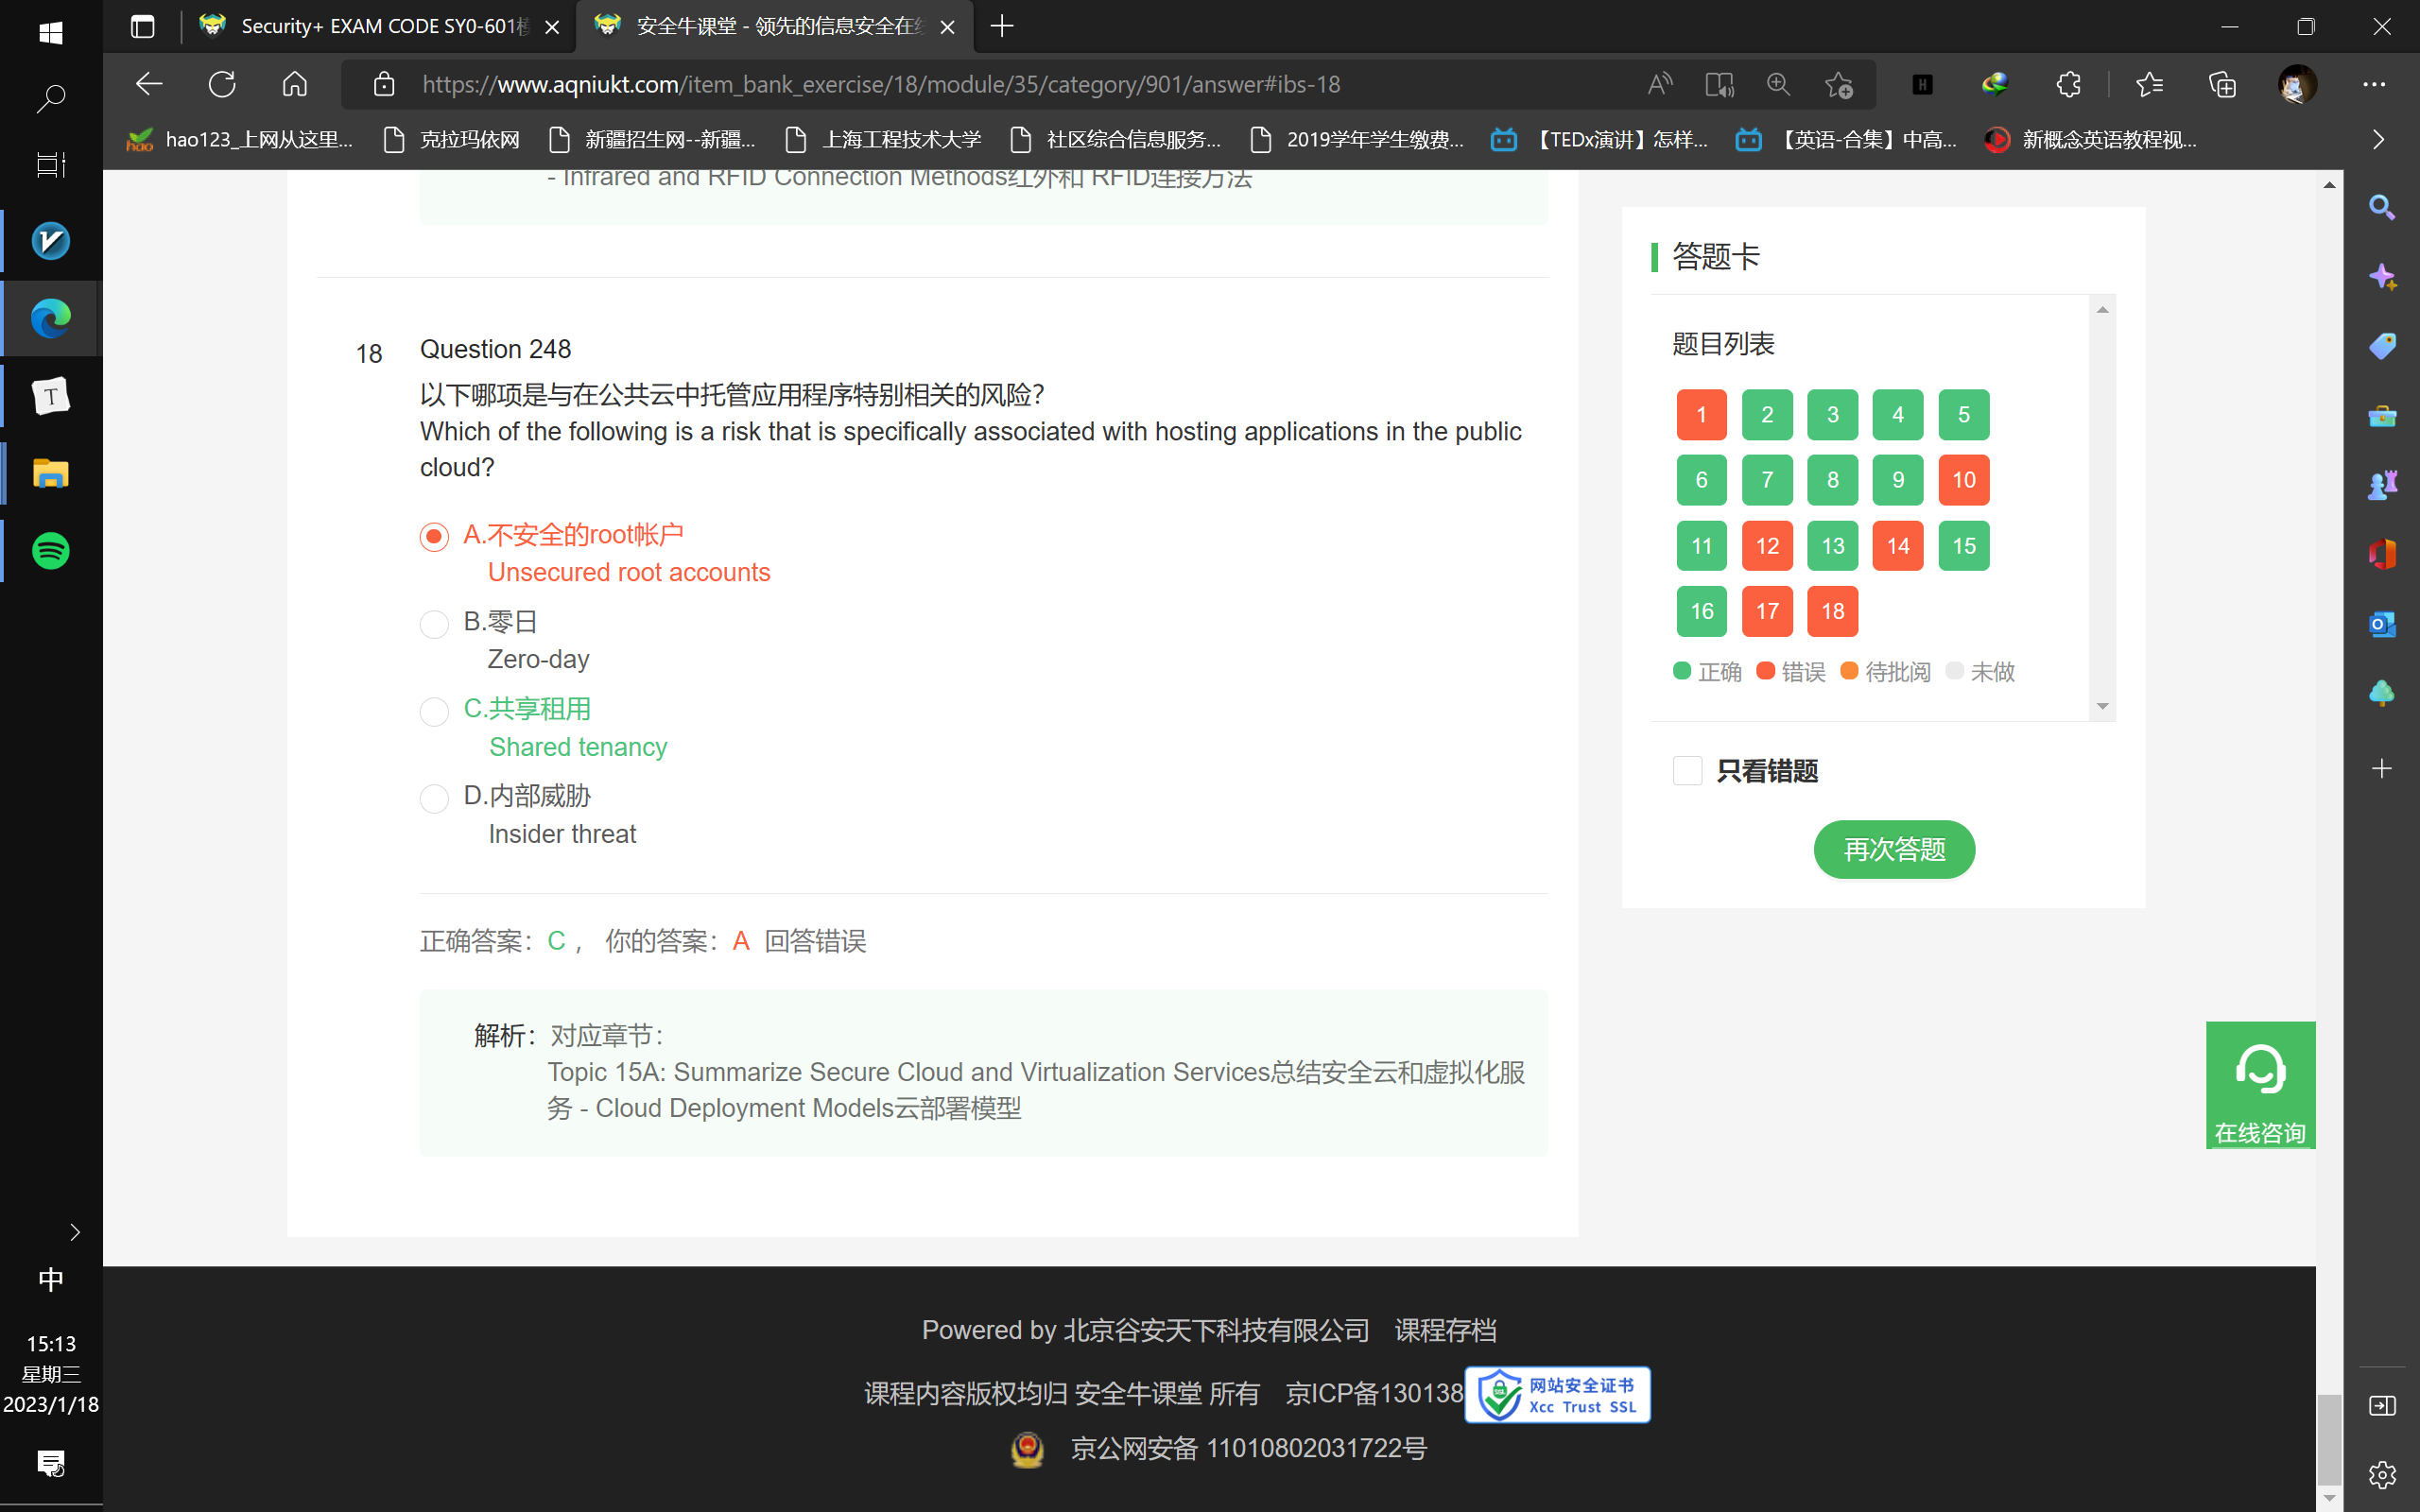 Security+ EXAM CODE SY0-601
安全牛课堂 - 领先的信息安全在
https://www.aqniukt.com/item_bank_exercise/18/module/35/category/901/answer#ibs-18
hao123_上网从这里...
克拉玛依网
新疆招生网--新疆...
上海工程技术大学
社区综合信息服务...
2019学年学生缴费...
【TEDx演讲】怎样...
【英语-合集】中高...
新概念英语教程视...
- Infrared and RFID Connection Methods红外和 RFID连接方法
18
Question 248
以下哪项是与在公共云中托管应用程序特别相关的风险?
Which of the following is a risk that is specifically associated with hosting applications in the public
cloud?
A.不安全的root帐户
Unsecured root accounts
B.零日
Zero-day
C.共享租用
Shared tenancy
D.内部威胁
Insider threat
正确答案: C ， 你的答案: A 回答错误
解析: 对应章节:
Topic 15A: Summarize Secure Cloud and Virtualization Services总结安全云和虚拟化服
务 - Cloud Deployment Models云部署模型
答题卡
题目列表
1 2 3 4 5
6 7 8 9 10
11 12 13 14 15
16 17 18
正确 错误 待批阅 未做
只看错题
再次答题
在线咨询
Powered by 北京谷安天下科技有限公司 课程存档
课程内容版权均归 安全牛课堂 所有 京ICP备130138
网站安全证书
Xcc Trust SSL
京公网安备 11010802031722号
中
15:13
星期三
2023/1/18